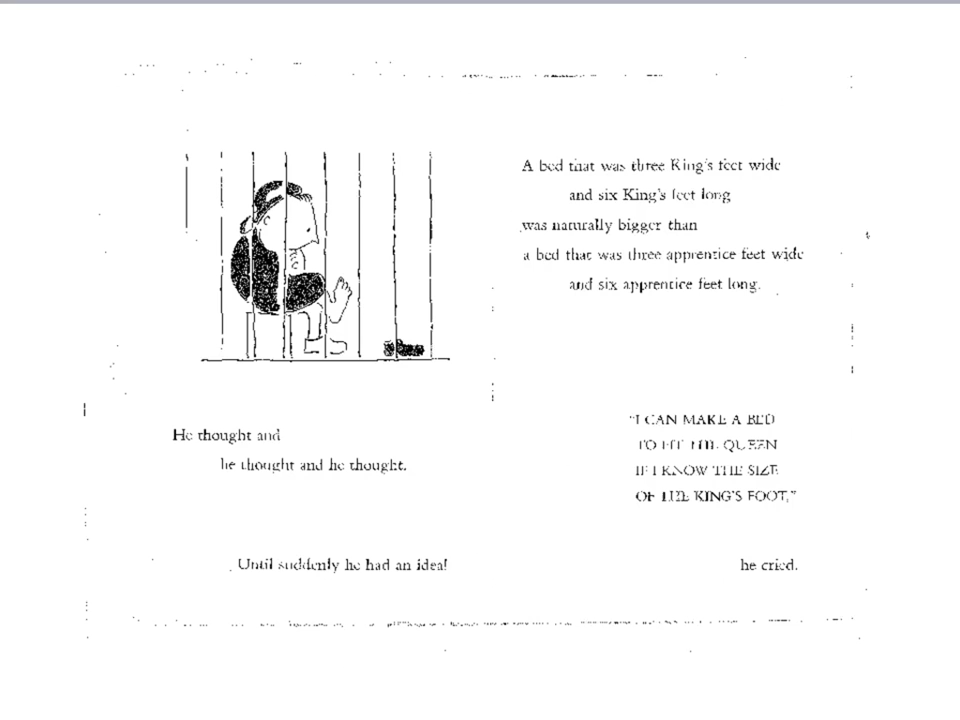 He thought and
he thought and he thought.
Until suddenly he had an idea!
A bed that was three King's feet wide
and six King's feet long
was naturally bigger than
a bed that was three apprentice feet wide
and six apprentice feet long.
"I CAN MAKE A BED
TO FIT THE QUEEN
IF I KNOW THE SIZE
OF THE KING'S FOOT,"
he cried.